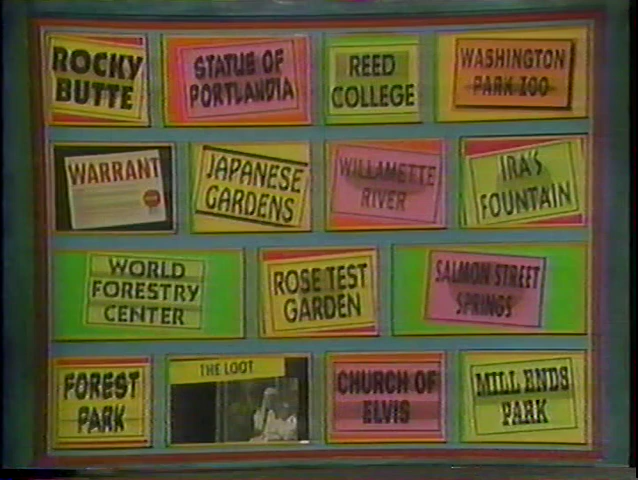 ROCKY
BUTTE
STATUE OF
PORTLANDIA
REED
COLLEGE
WASHINGTON
PARK ZOO
WARRANT
JAPANESE
GARDENS
WILLAMETTE
RIVER
IRA'S
FOUNTAIN
WORLD
FORESTRY
CENTER
ROSE TEST
GARDEN
SALMON STREET
SPRINGS
FOREST
PARK
THE LOOT
CHURCH OF
ELVIS
MILL ENDS
PARK